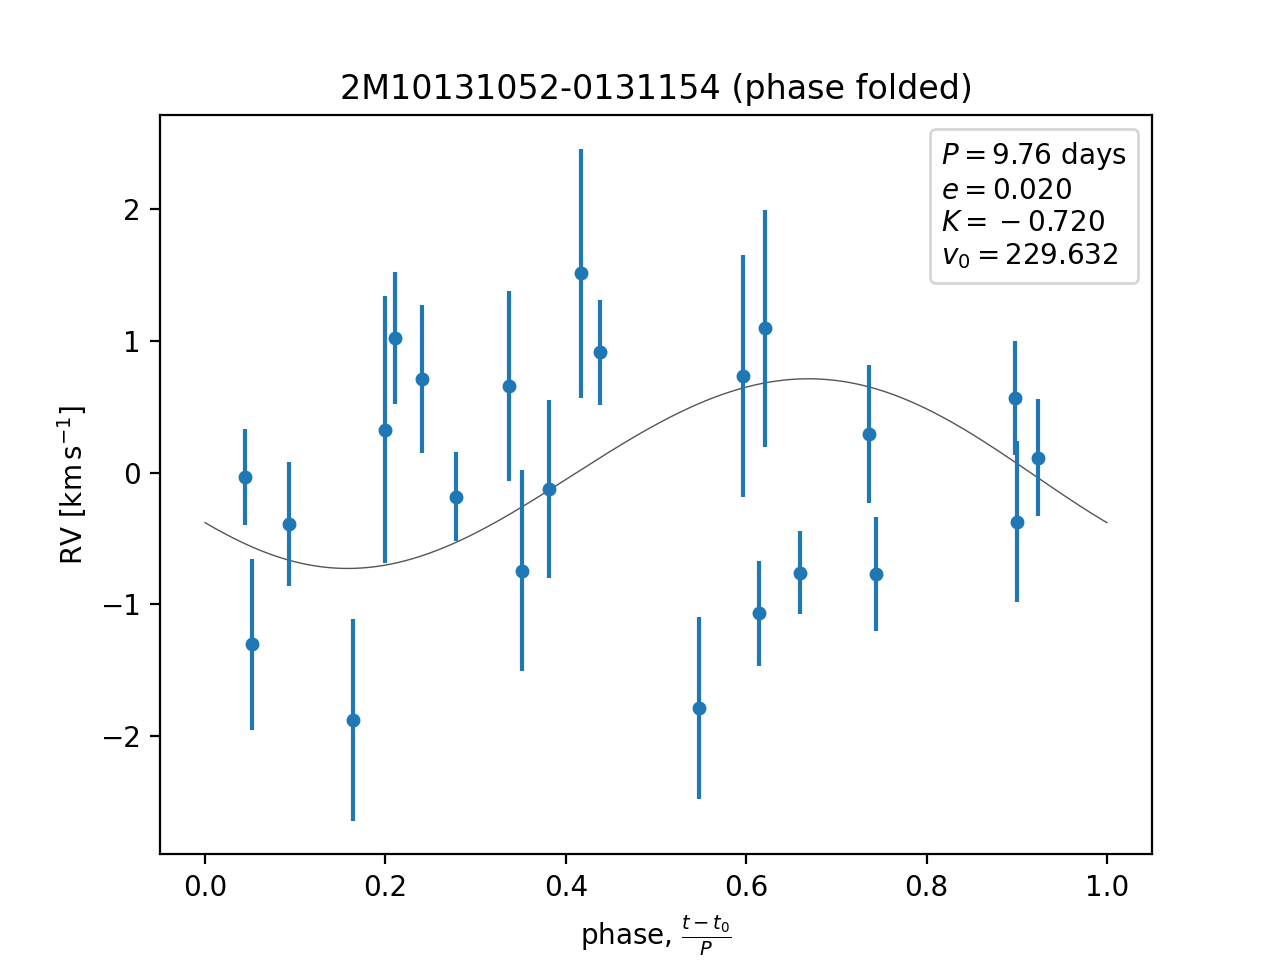 2M10131052-0131154 (phase folded)
P = 9.76 days
e = 0.020
K = −0.720
v₀ = 229.632
RV [km s⁻¹]
2
1
0
−1
−2
0.0 0.2 0.4 0.6 0.8 1.0
phase, (t − t₀)/P